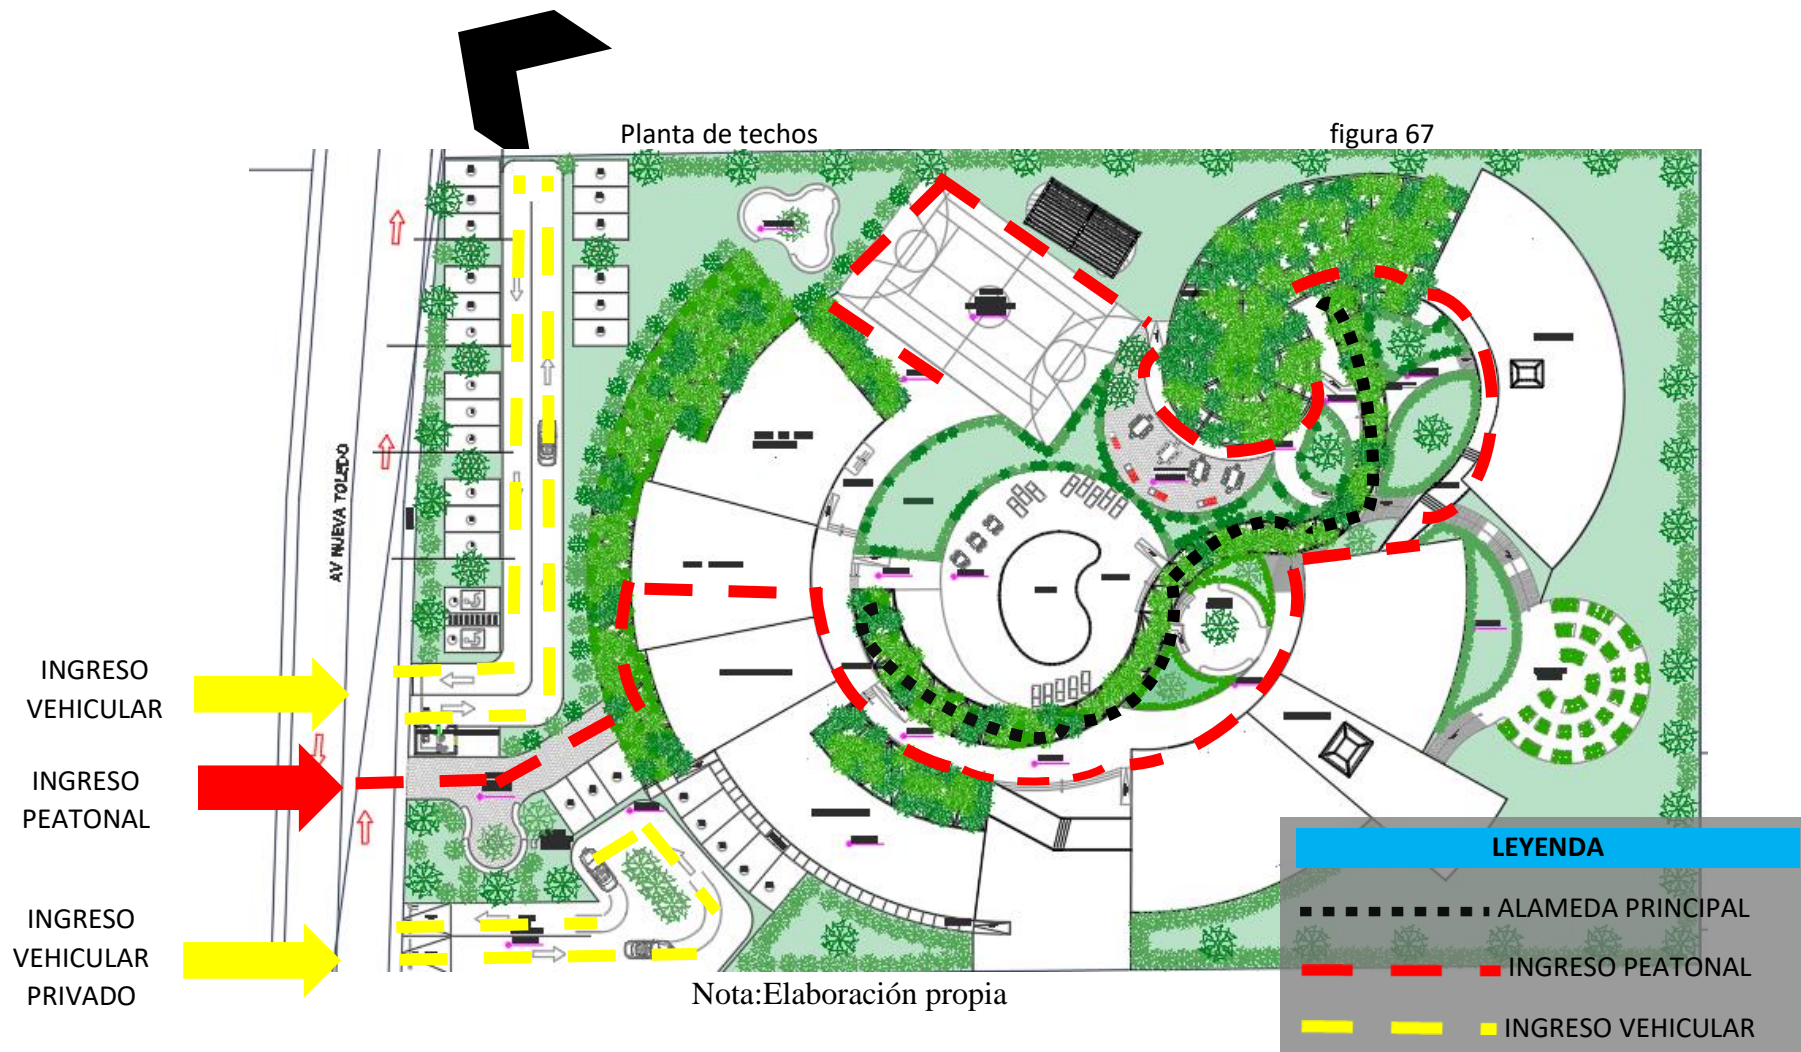 Planta de techos
figura 67
AV NUEVA TOLEDO
INGRESO
VEHICULAR
INGRESO
PEATONAL
INGRESO
VEHICULAR
PRIVADO
LEYENDA
ALAMEDA PRINCIPAL
INGRESO PEATONAL
INGRESO VEHICULAR
Nota:Elaboración propia